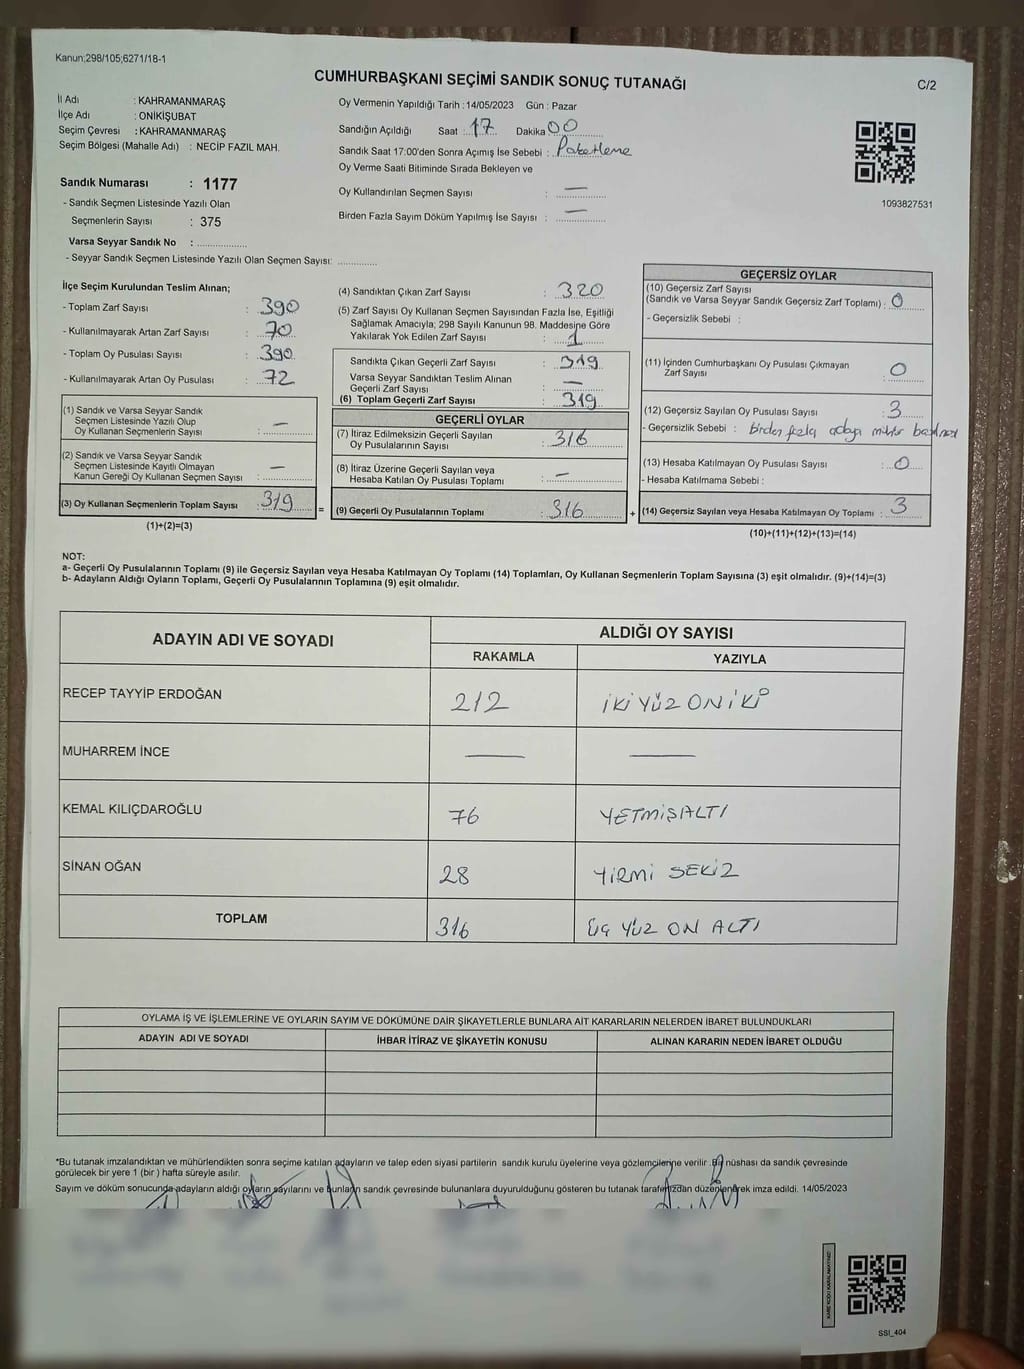 Kanun;298/105;6271/18-1
CUMHURBAŞKANI SEÇİMİ SANDIK SONUÇ TUTANAĞI
C/2
İl Adı : KAHRAMANMARAŞ
İlçe Adı : ONİKİŞUBAT
Seçim Çevresi : KAHRAMANMARAŞ
Seçim Bölgesi (Mahalle Adı) : NECİP FAZIL MAH.
Sandık Numarası : 1177
- Sandık Seçmen Listesinde Yazılı Olan
Seçmenlerin Sayısı : 375
Varsa Seyyar Sandık No : ..................
- Seyyar Sandık Seçmen Listesinde Yazılı Olan Seçmen Sayısı: ..............
Oy Vermenin Yapıldığı Tarih : 14/05/2023 Gün : Pazar
Sandığın Açıldığı Saat : 17 Dakika 00
Sandık Saat 17:00'den Sonra Açımış İse Sebebi : Paketleme
Oy Verme Saati Bitiminde Sırada Bekleyen ve
Oy Kullandırılan Seçmen Sayısı : —
Birden Fazla Sayım Döküm Yapılmış İse Sayısı : —
1093827531
İlçe Seçim Kurulundan Teslim Alınan;
- Toplam Zarf Sayısı : 390
- Kullanılmayarak Artan Zarf Sayısı : 70
- Toplam Oy Pusulası Sayısı : 390
- Kullanılmayarak Artan Oy Pusulası : 72
(1) Sandık ve Varsa Seyyar Sandık
Seçmen Listesinde Yazılı Olup
Oy Kullanan Seçmenlerin Sayısı : —
(2) Sandık ve Varsa Seyyar Sandık
Seçmen Listesinde Kayıtlı Olmayan
Kanun Gereği Oy Kullanan Seçmen Sayısı : —
(3) Oy Kullanan Seçmenlerin Toplam Sayısı : 319 =
(1)+(2)=(3)
(4) Sandıktan Çıkan Zarf Sayısı : 320
(5) Zarf Sayısı Oy Kullanan Seçmen Sayısından Fazla İse, Eşitliği
Sağlamak Amacıyla; 298 Sayılı Kanunun 98. Maddesine Göre
Yakılarak Yok Edilen Zarf Sayısı : 1
Sandıkta Çıkan Geçerli Zarf Sayısı : 319
Varsa Seyyar Sandıktan Teslim Alınan
Geçerli Zarf Sayısı : —
(6) Toplam Geçerli Zarf Sayısı : 319
GEÇERLİ OYLAR
(7) İtiraz Edilmeksizin Geçerli Sayılan
Oy Pusulasının Sayısı : 316
(8) İtiraz Üzerine Geçerli Sayılan veya
Hesaba Katılan Oy Pusulası Toplamı : —
(9) Geçerli Oy Pusulalarının Toplamı : 316 +
GEÇERSİZ OYLAR
(10) Geçersiz Zarf Sayısı
(Sandık ve Varsa Seyyar Sandık Geçersiz Zarf Toplamı) : 0
- Geçersizlik Sebebi :
(11) İçinden Cumhurbaşkanı Oy Pusulası Çıkmayan
Zarf Sayısı : 0
(12) Geçersiz Sayılan Oy Pusulası Sayısı : 3
- Geçersizlik Sebebi : birden fazla adaya mühür
(13) Hesaba Katılmayan Oy Pusulası Sayısı : 0
- Hesaba Katılmama Sebebi :
(14) Geçersiz Sayılan veya Hesaba Katılmayan Oy Toplamı : 3
(10)+(11)+(12)+(13)=(14)
NOT:
a- Geçerli Oy Pusulalarının Toplamı (9) ile Geçersiz Sayılan veya Hesaba Katılmayan Oy Toplamı (14) Toplamları, Oy Kullanan Seçmenlerin Toplam Sayısına (3) eşit olmalıdır. (9)+(14)=(3)
b- Adayların Aldığı Oyların Toplamı, Geçerli Oy Pusulalarının Toplamına (9) eşit olmalıdır.
ADAYIN ADI VE SOYADI
ALDIĞI OY SAYISI
RAKAMLA YAZIYLA
RECEP TAYYİP ERDOĞAN 212 İKİ YÜZ ONİKİ
MUHARREM İNCE — —
KEMAL KILIÇDAROĞLU 76 YETMİŞALTI
SİNAN OĞAN 28 YİRMİ SEKİZ
TOPLAM 316 ÜÇ YÜZ ON ALTI
OYLAMA İŞ VE İŞLEMLERİNE VE OYLARIN SAYIM VE DÖKÜMÜNE DAİR ŞİKAYETLERLE BUNLARA AİT KARARLARIN NELERDEN İBARET BULUNDUKLARI
ADAYIN ADI VE SOYADI İHBAR İTİRAZ VE ŞİKAYETİN KONUSU ALINAN KARARIN NEDEN İBARET OLDUĞU
*Bu tutanak imzalandıktan ve mühürlendikten sonra seçime katılan adayların ve talep eden siyasi partilerin sandık kurulu üyelerine veya gözlemcilerine verilir. Bir nüshası da sandık çevresinde
görülecek bir yere 1 (bir ) hafta süreyle asılır.
Sayım ve döküm sonucunda adayların aldığı oyların sayılarını ve bunların sandık çevresinde bulunanlara duyurulduğunu gösteren bu tutanak tarafımızdan düzenlenerek imza edildi. 14/05/2023
KARE KODU KARALAMAYINIZ!
SSI_404